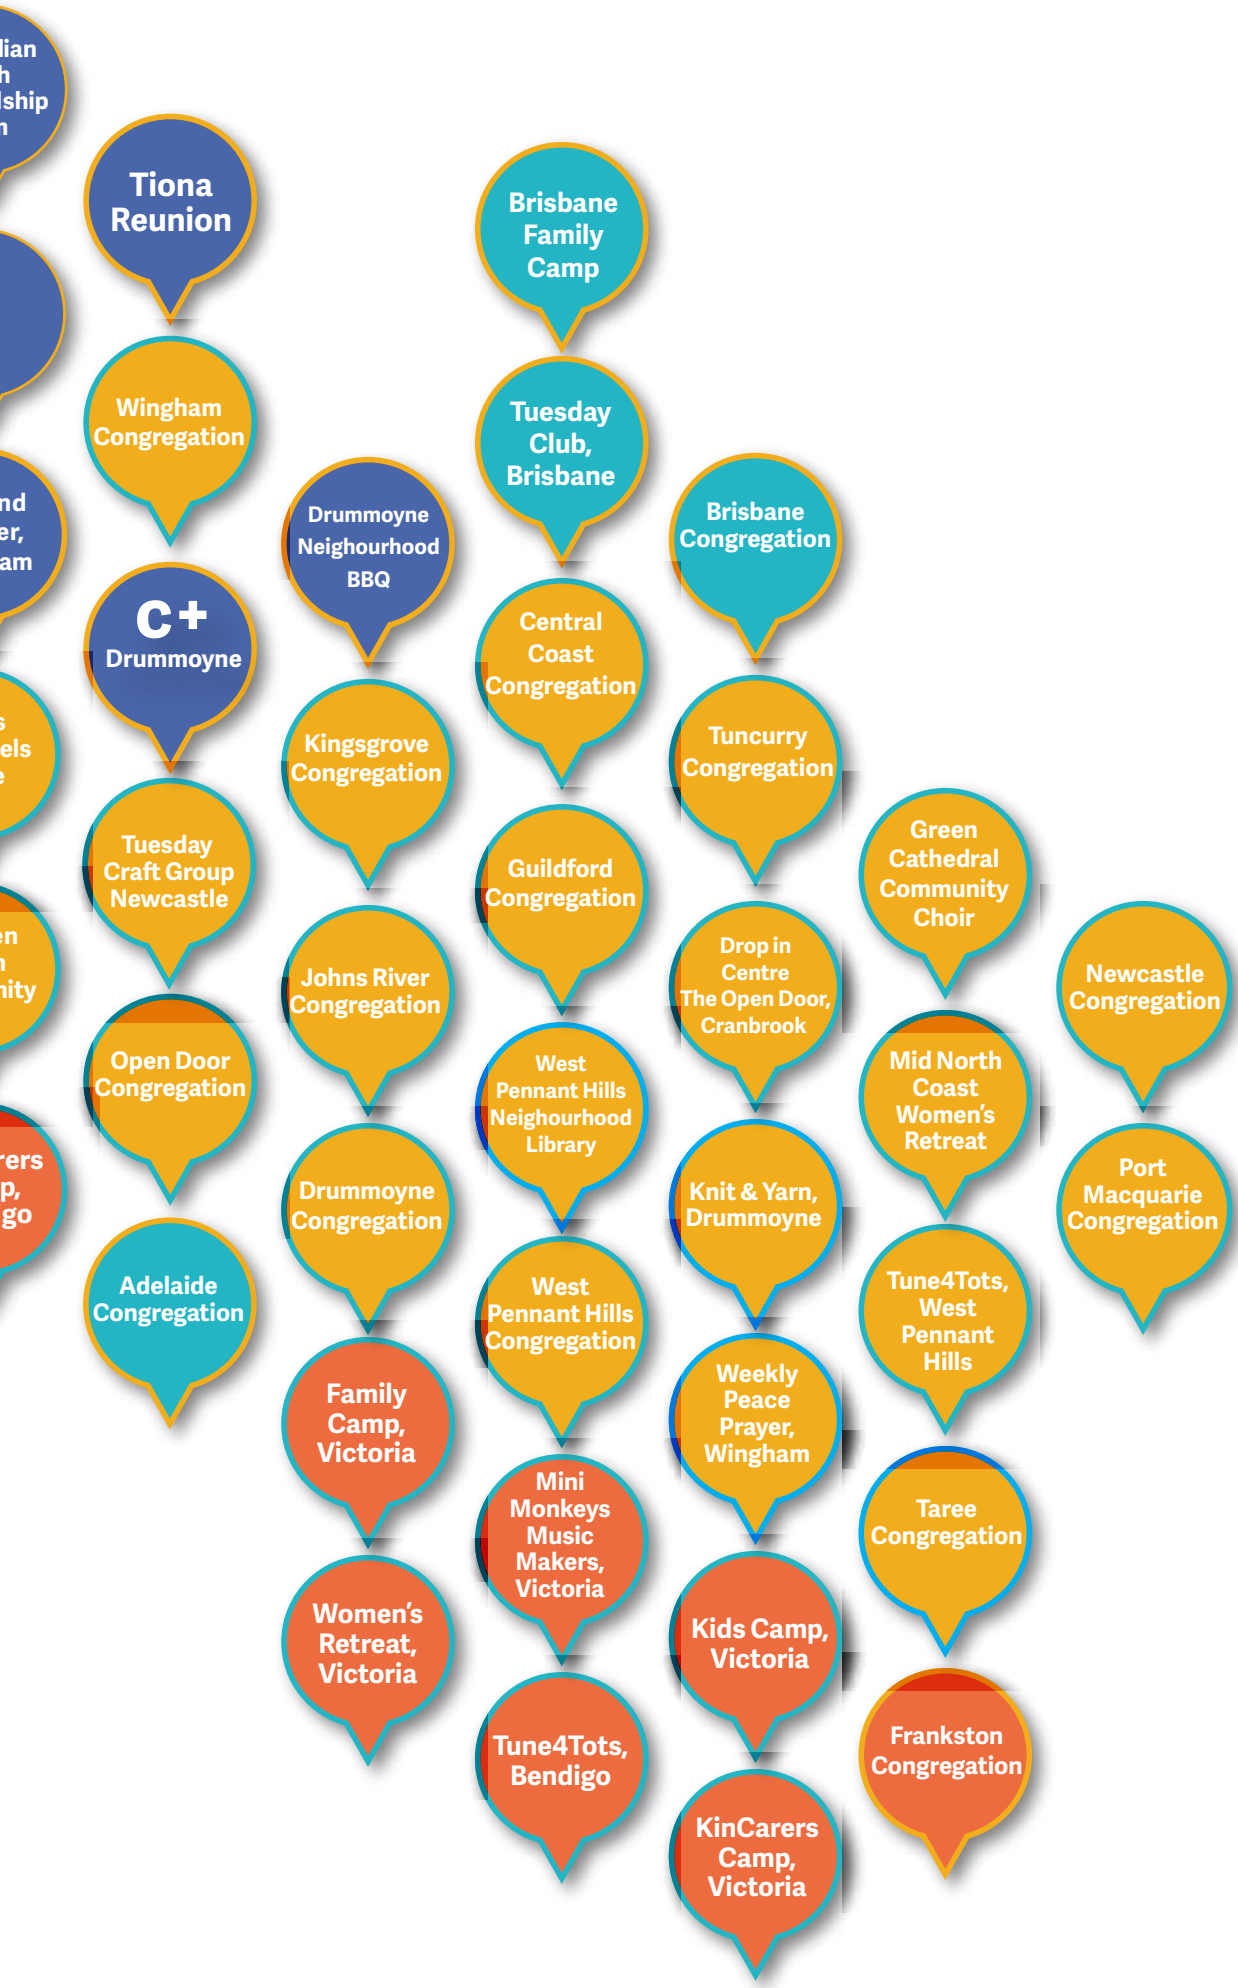 Tiona
Reunion
Wingham
Congregation
C+
Drummoyne
Tuesday
Craft Group
Newcastle
Open Door
Congregation
Adelaide
Congregation
Drummoyne
Neighourhood
BBQ
Kingsgrove
Congregation
Johns River
Congregation
Drummoyne
Congregation
Family
Camp,
Victoria
Women's
Retreat,
Victoria
Brisbane
Family
Camp
Tuesday
Club,
Brisbane
Central
Coast
Congregation
Guildford
Congregation
West
Pennant Hills
Neighourhood
Library
West
Pennant Hills
Congregation
Mini
Monkeys
Music
Makers,
Victoria
Tune4Tots,
Bendigo
Brisbane
Congregation
Tuncurry
Congregation
Drop in
Centre
The Open Door,
Cranbrook
Knit & Yarn,
Drummoyne
Weekly
Peace
Prayer,
Wingham
Kids Camp,
Victoria
KinCarers
Camp,
Victoria
Green
Cathedral
Community
Choir
Mid North
Coast
Women's
Retreat
Tune4Tots,
West
Pennant
Hills
Taree
Congregation
Frankston
Congregation
Newcastle
Congregation
Port
Macquarie
Congregation